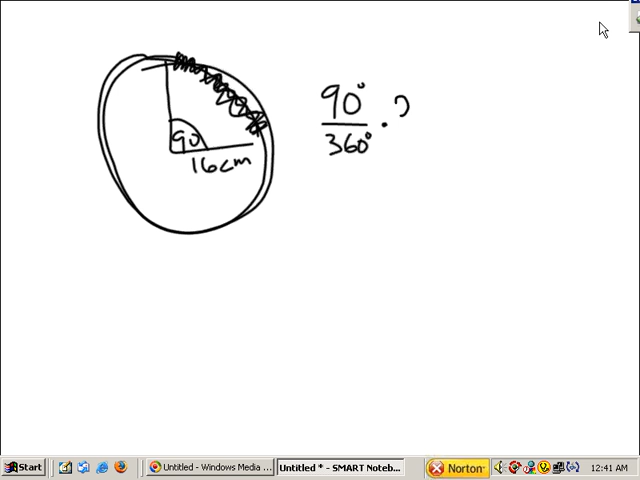 90
16cm
90°
360°
·
Start
Untitled - Windows Media ...
Untitled * - SMART Noteb...
Norton
12:41 AM